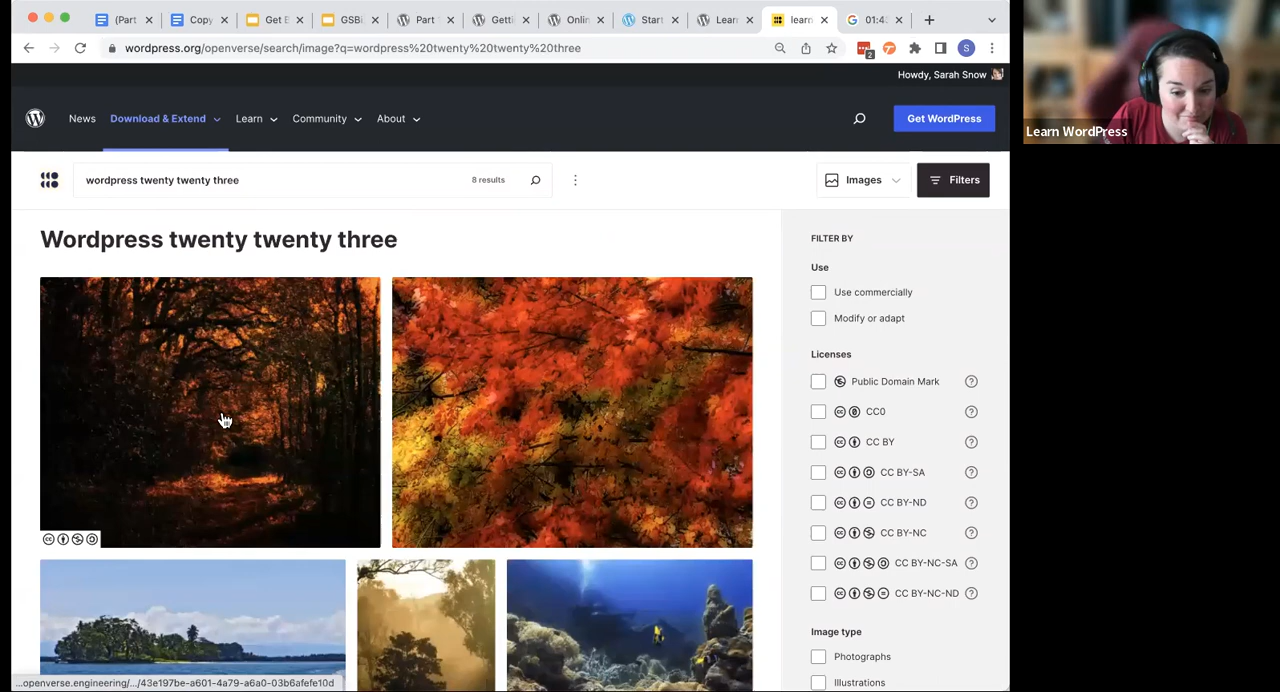 (Part
Copy
Get E
GSBi
Part
Getti
Onlin
Start
Learn
learn
01:43
wordpress.org/openverse/search/image?q=wordpress%20twenty%20twenty%20three
2
S
Howdy, Sarah Snow
News
Download & Extend
Learn
Community
About
Get WordPress
wordpress twenty twenty three
8 results
Images
Filters
Wordpress twenty twenty three
FILTER BY
Use
Use commercially
Modify or adapt
Licenses
Public Domain Mark
CC0
CC BY
CC BY-SA
CC BY-ND
CC BY-NC
CC BY-NC-SA
CC BY-NC-ND
Image type
Photographs
Illustrations
...openverse.engineering/.../43e197be-a601-4a79-a6a0-03b6afefe10d
Learn WordPress